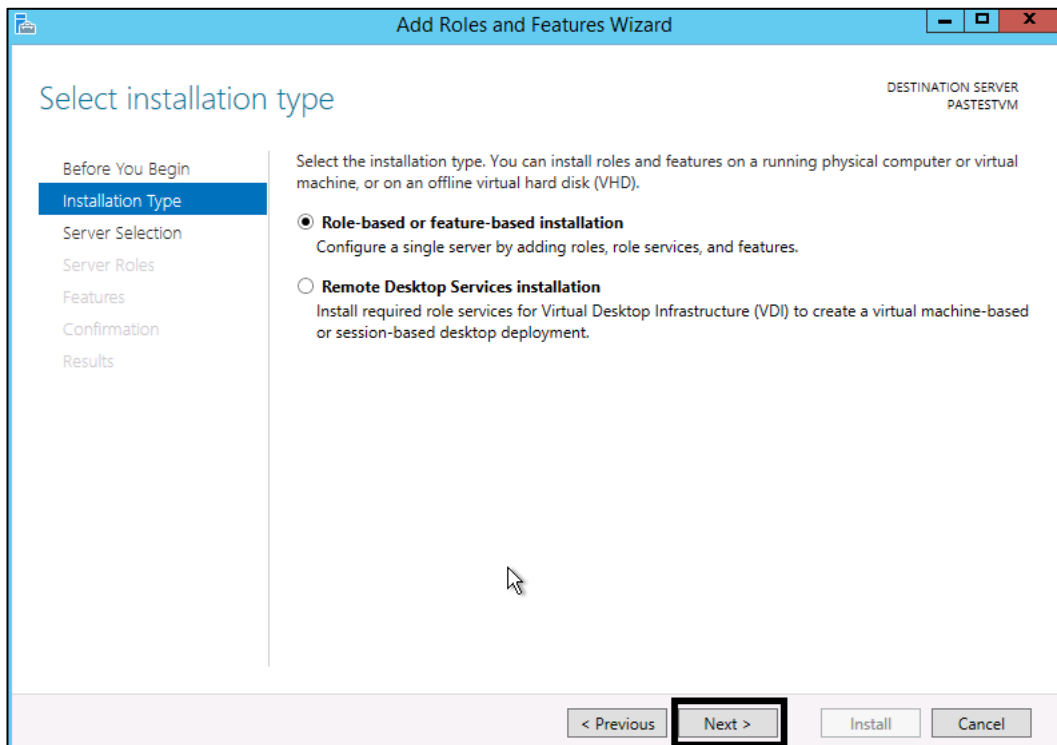 Add Roles and Features Wizard
Select installation type
DESTINATION SERVER
PASTESTVM
Before You Begin
Installation Type
Server Selection
Server Roles
Features
Confirmation
Results
Select the installation type. You can install roles and features on a running physical computer or virtual
machine, or on an offline virtual hard disk (VHD).
Role-based or feature-based installation
Configure a single server by adding roles, role services, and features.
Remote Desktop Services installation
Install required role services for Virtual Desktop Infrastructure (VDI) to create a virtual machine-based
or session-based desktop deployment.
< Previous Next > Install Cancel